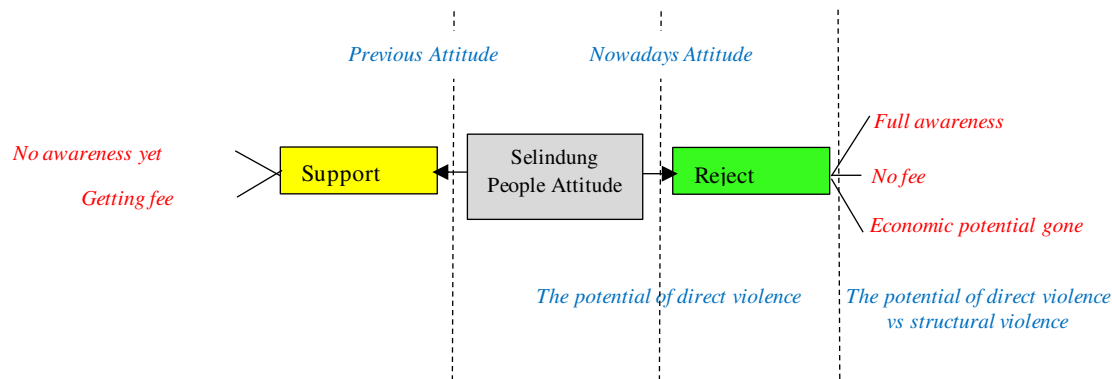 Previous Attitude
Nowadays Attitude
No awareness yet
Getting fee
Support
Selindung
People Attitude
Reject
Full awareness
No fee
Economic potential gone
The potential of direct violence
The potential of direct violence
vs structural violence